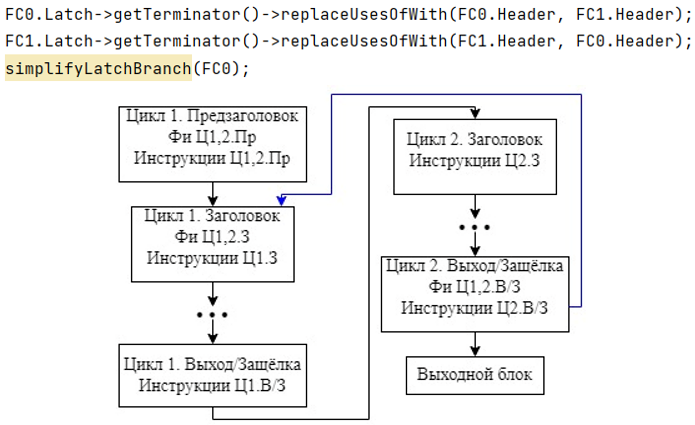 FC0.Latch->getTerminator()->replaceUsesOfWith(FC0.Header, FC1.Header);
FC1.Latch->getTerminator()->replaceUsesOfWith(FC1.Header, FC0.Header);
simplifyLatchBranch(FC0);
Цикл 1. Предзаголовок
Фи Ц1,2.Пр
Инструкции Ц1,2.Пр
Цикл 1. Заголовок
Фи Ц1,2.З
Инструкции Ц1.З
Цикл 1. Выход/Защёлка
Инструкции Ц1.В/З
Цикл 2. Заголовок
Инструкции Ц2.З
Цикл 2. Выход/Защёлка
Фи Ц1,2.В/З
Инструкции Ц2.В/З
Выходной блок